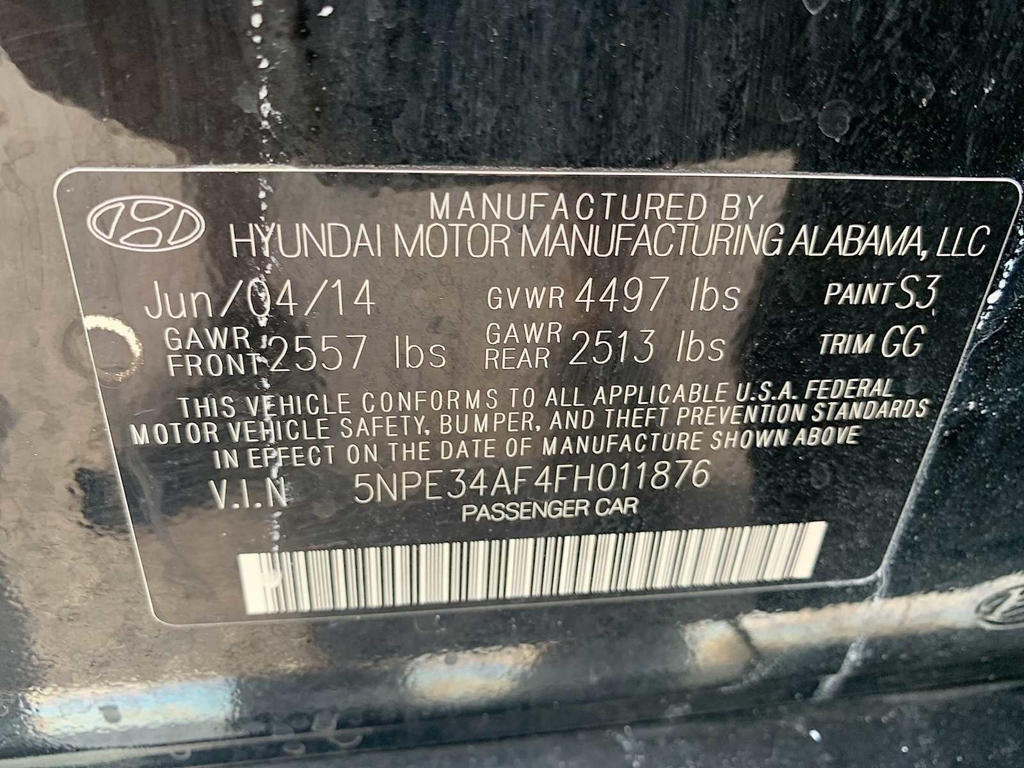 MANUFACTURED BY
HYUNDAI MOTOR MANUFACTURING ALABAMA, LLC
Jun/04/14 GVWR 4497 lbs PAINT S3
GAWR FRONT 2557 lbs GAWR REAR 2513 lbs TRIM GG
THIS VEHICLE CONFORMS TO ALL APPLICABLE U.S.A. FEDERAL
MOTOR VEHICLE SAFETY, BUMPER, AND THEFT PREVENTION STANDARDS
IN EFFECT ON THE DATE OF MANUFACTURE SHOWN ABOVE
V.I.N 5NPE34AF4FH011876
PASSENGER CAR